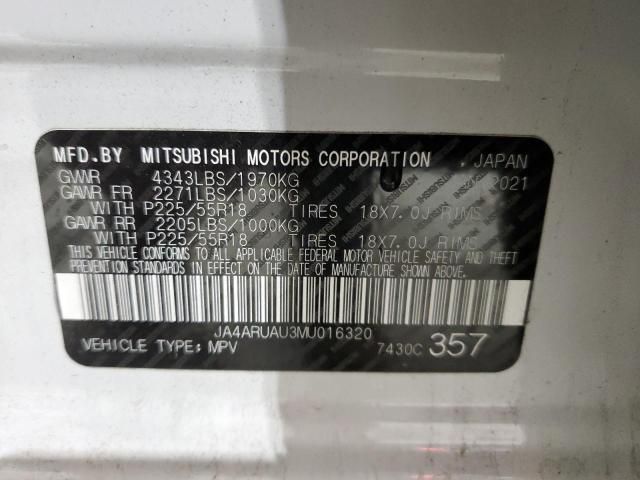 MFD.BY MITSUBISHI MOTORS CORPORATION JAPAN
GVWR 4343LBS/1970KG 2021
GAWR FR 2271LBS/1030KG
WITH P225/55R18 TIRES 18X7.0J RIMS
GAWR RR 2205LBS/1000KG
WITH P225/55R18 TIRES 18X7.0J RIMS
THIS VEHICLE CONFORMS TO ALL APPLICABLE FEDERAL MOTOR VEHICLE SAFETY AND THEFT
PREVENTION STANDARDS IN EFFECT ON THE DATE OF MANUFACTURE SHOWN ABOVE.
JA4ARUAU3MU016320
VEHICLE TYPE: MPV 7430C 357